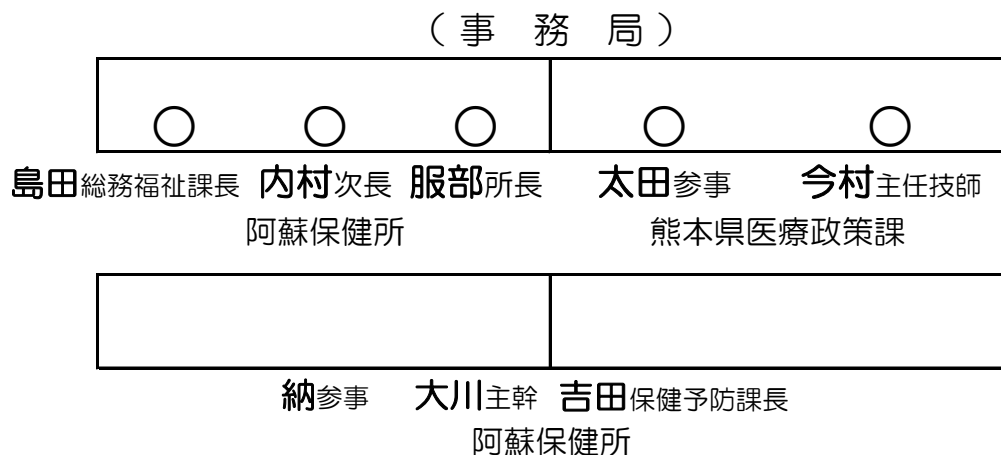 （事　務　局）
○　○　○　○　○
島田総務福祉課長　内村次長　服部所長　太田参事　今村主任技師
阿蘇保健所　熊本県医療政策課
納参事　大川主幹　吉田保健予防課長
阿蘇保健所